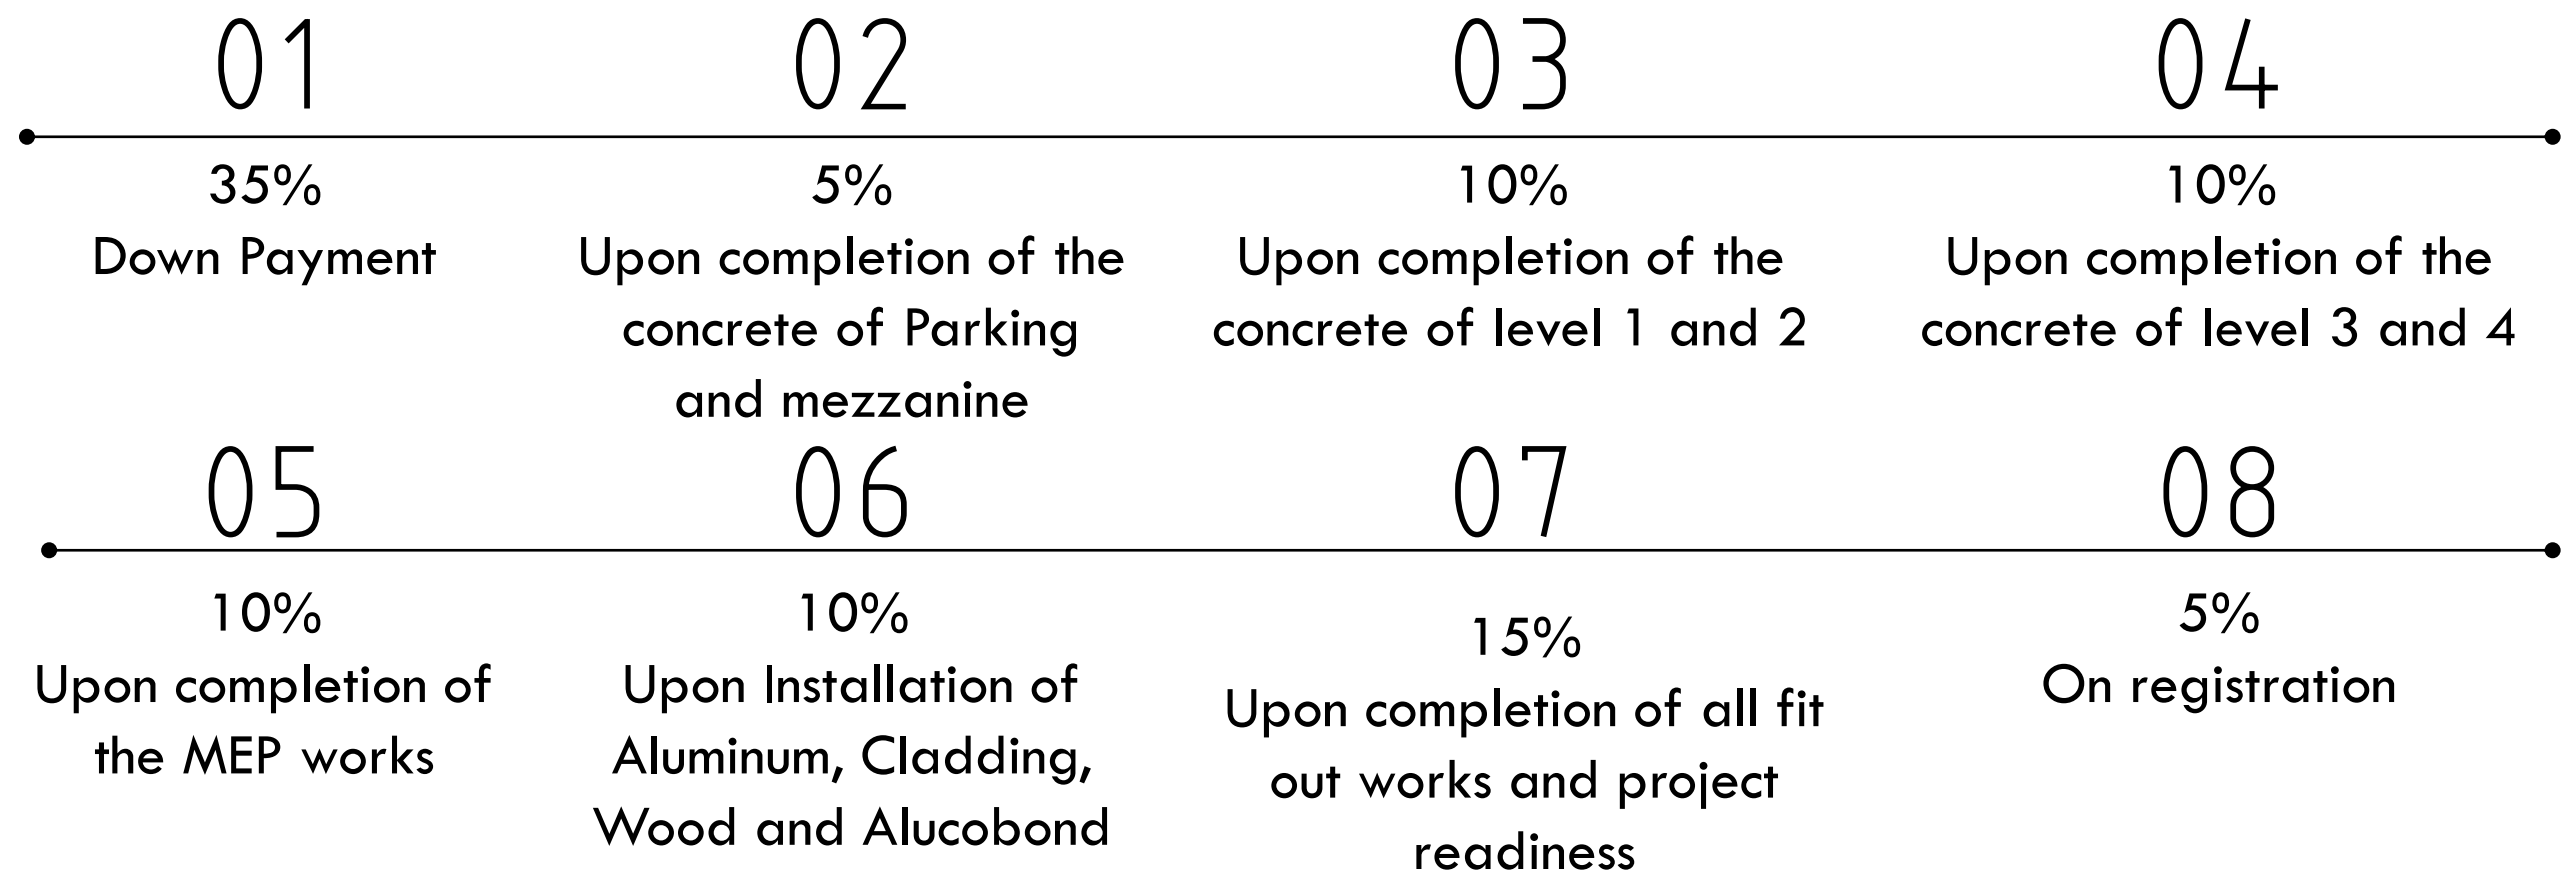 01
35%
Down Payment
02
5%
Upon completion of the
concrete of Parking
and mezzanine
03
10%
Upon completion of the
concrete of level 1 and 2
04
10%
Upon completion of the
concrete of level 3 and 4
05
10%
Upon completion of
the MEP works
06
10%
Upon Installation of
Aluminum, Cladding,
Wood and Alucobond
07
15%
Upon completion of all fit
out works and project
readiness
08
5%
On registration